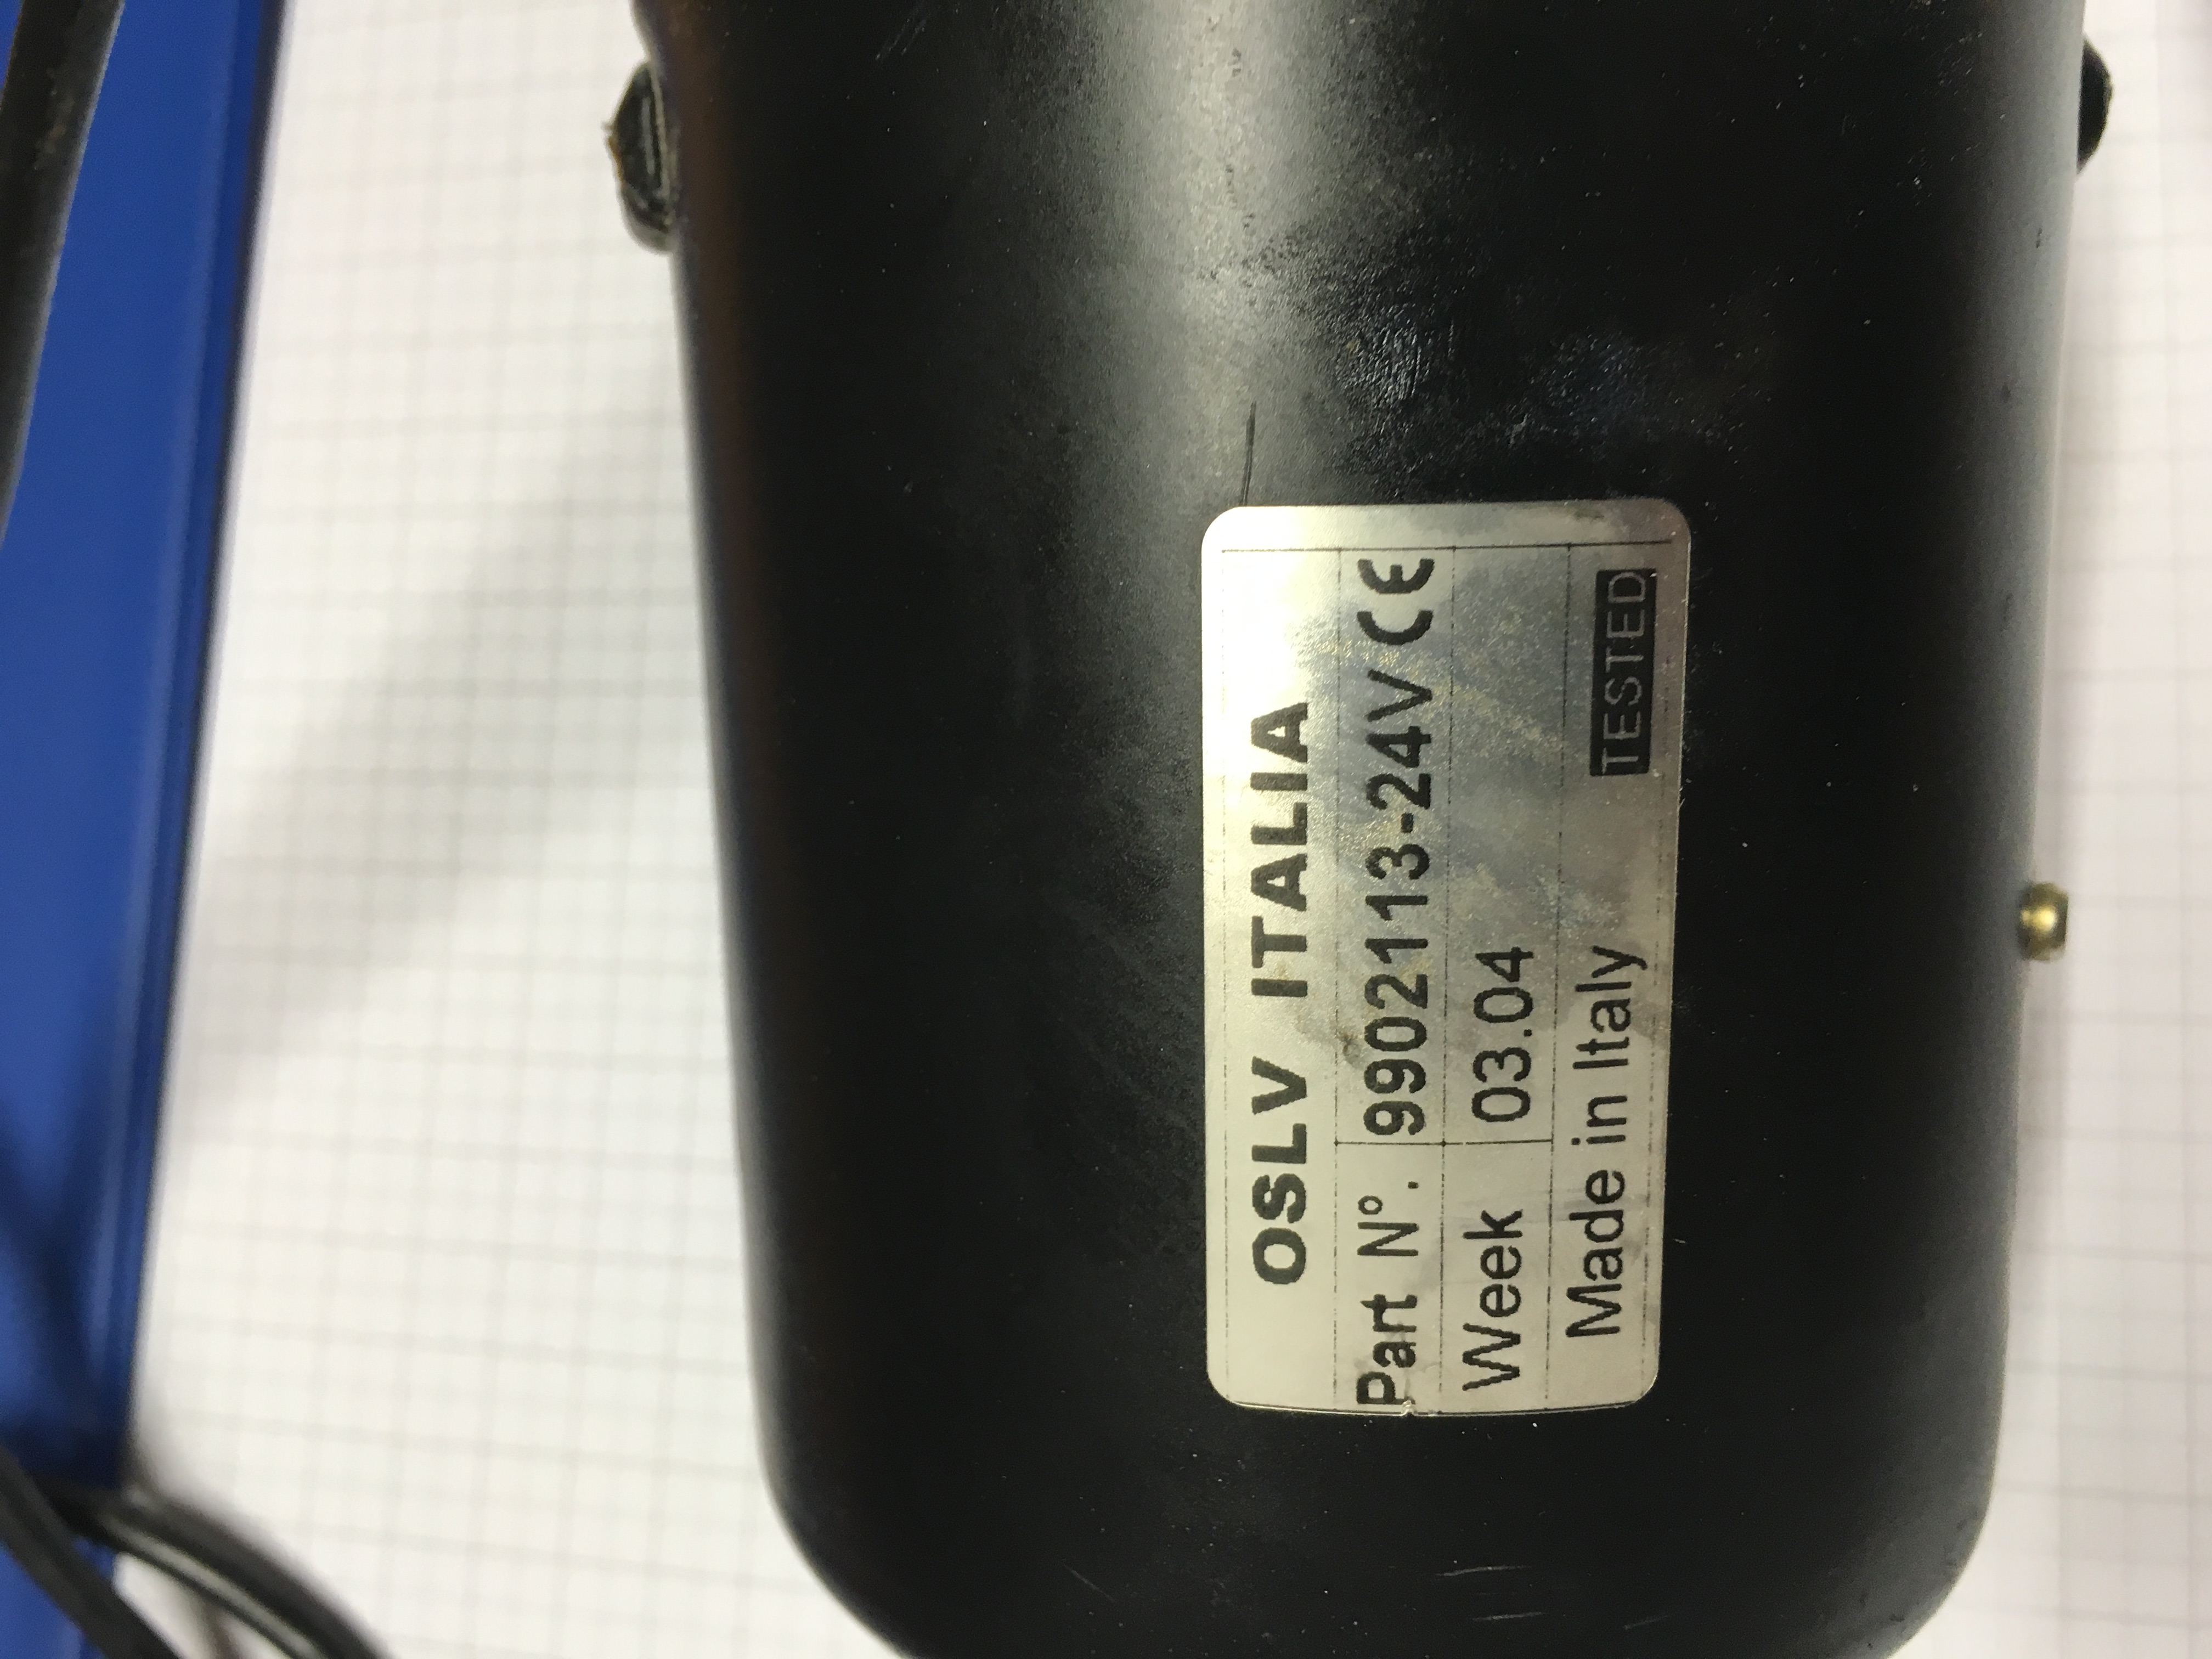 OSLV ITALIA
Part N°. 9902113-24V CE
Week 03.04
Made in Italy TESTED